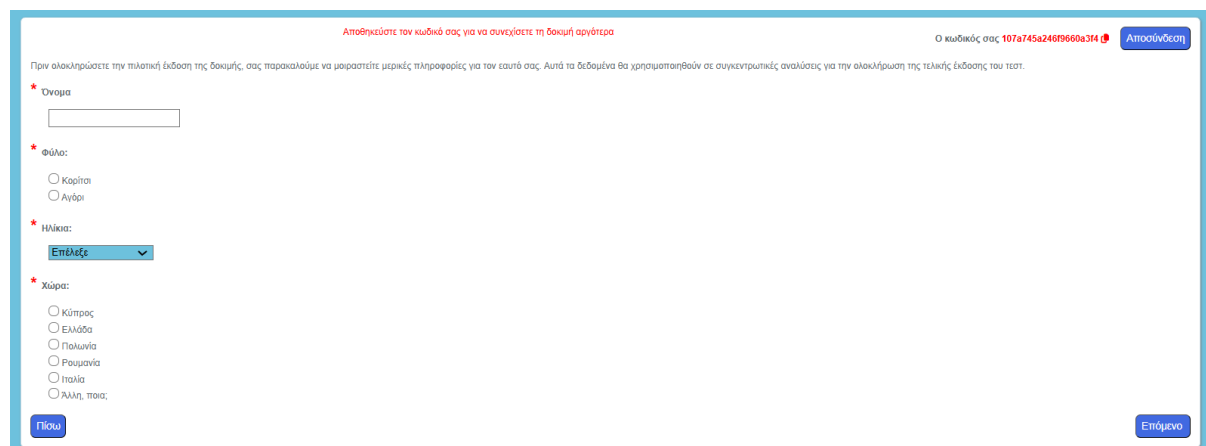 Αποθηκεύστε τον κωδικό σας για να συνεχίσετε τη δοκιμή αργότερα
Ο κωδικός σας 107a745a246f9660a3f4
Αποσύνδεση
Πριν ολοκληρώσετε την πιλοτική έκδοση της δοκιμής, σας παρακαλούμε να μοιραστείτε μερικές πληροφορίες για τον εαυτό σας. Αυτά τα δεδομένα θα χρησιμοποιηθούν σε συγκεντρωτικές αναλύσεις για την ολοκλήρωση της τελικής έκδοσης του τεστ.
* Όνομα
* Φύλο:
Κορίτσι
Αγόρι
* Ηλίκια:
Επέλεξε
* Χώρα:
Κύπρος
Ελλάδα
Πολωνία
Ρουμανία
Ιταλία
Άλλη, ποια;
Πίσω
Επόμενο